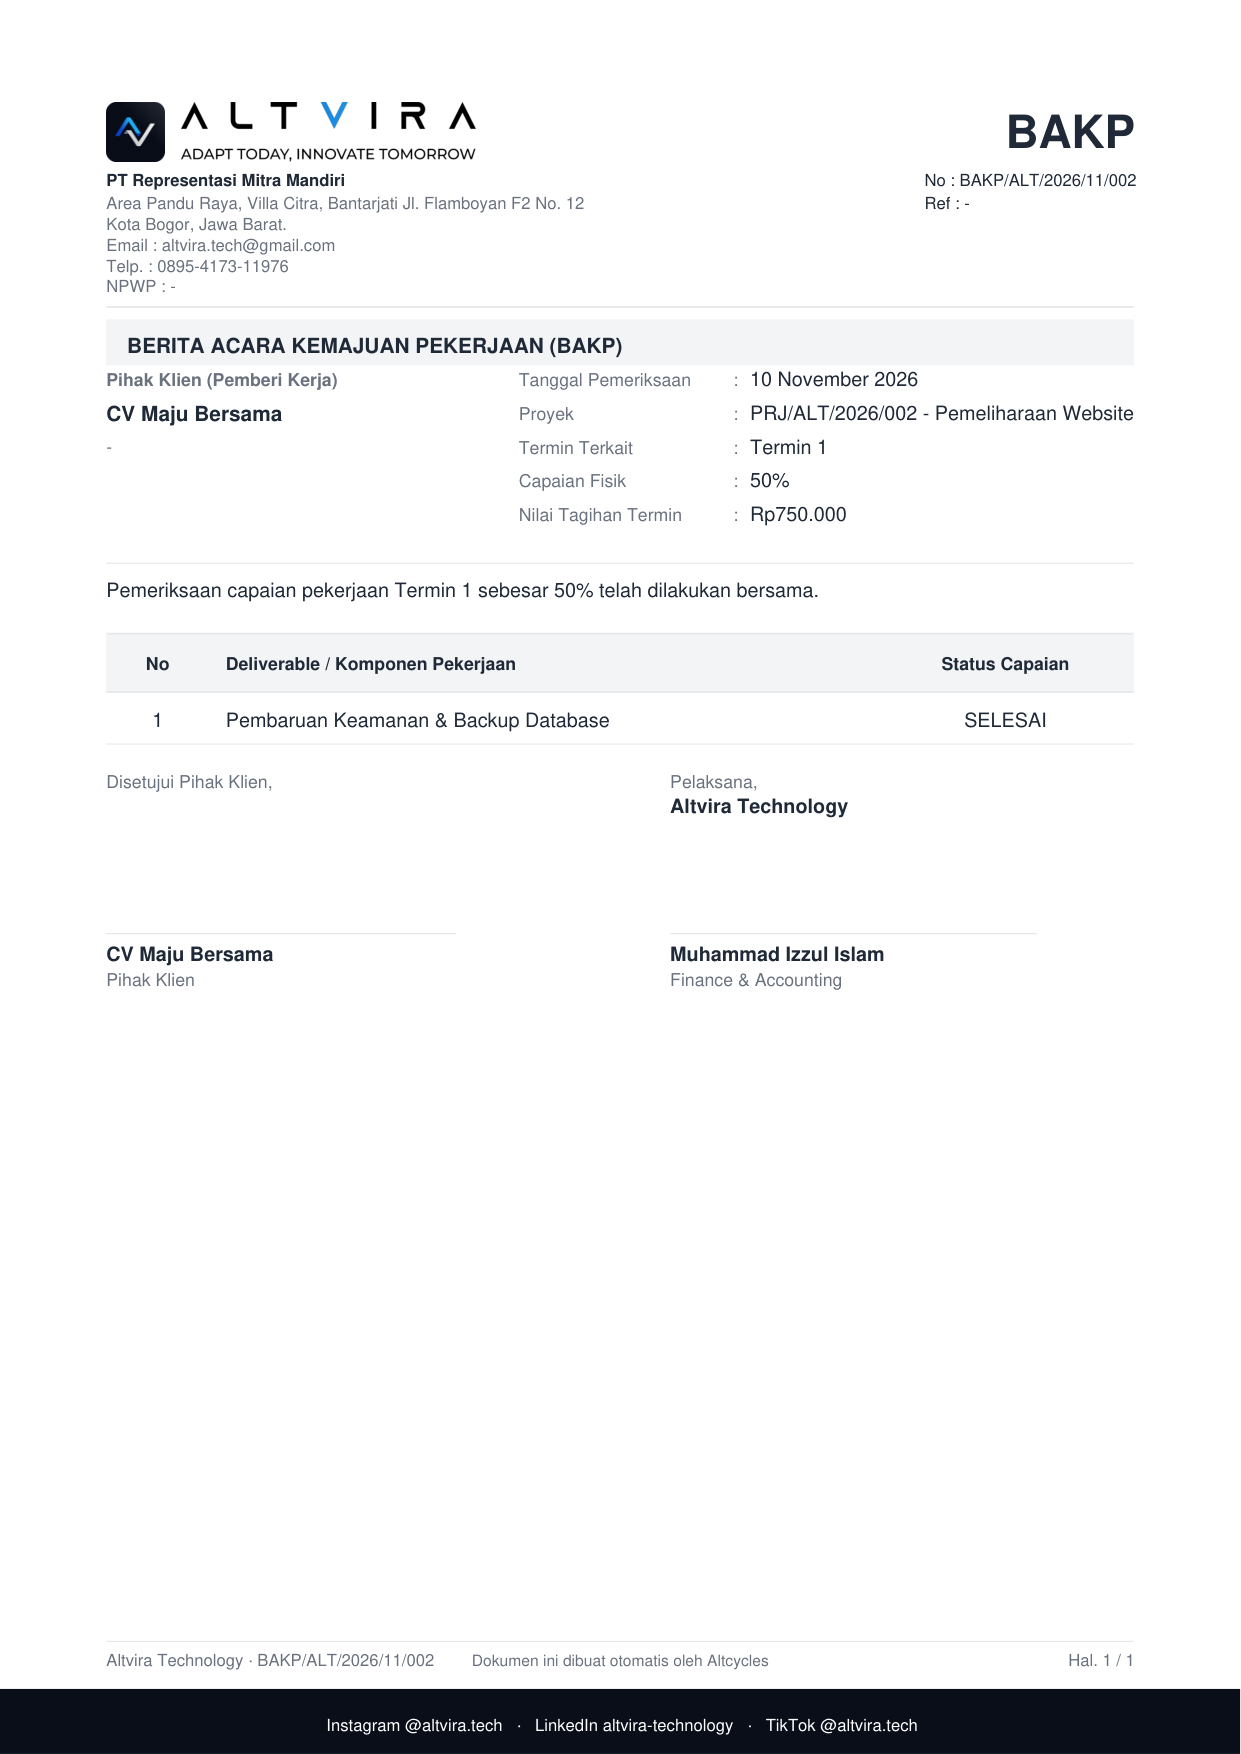 ALTVIRA
ADAPT TODAY, INNOVATE TOMORROW
BAKP
PT Representasi Mitra Mandiri
No : BAKP/ALT/2026/11/002
Area Pandu Raya, Villa Citra, Bantarjati Jl. Flamboyan F2 No. 12
Ref : -
Kota Bogor, Jawa Barat.
Email : altvira.tech@gmail.com
Telp. : 0895-4173-11976
NPWP : -
BERITA ACARA KEMAJUAN PEKERJAAN (BAKP)
Pihak Klien (Pemberi Kerja)
CV Maju Bersama
-
Tanggal Pemeriksaan : 10 November 2026
Proyek : PRJ/ALT/2026/002 - Pemeliharaan Website
Termin Terkait : Termin 1
Capaian Fisik : 50%
Nilai Tagihan Termin : Rp750.000
Pemeriksaan capaian pekerjaan Termin 1 sebesar 50% telah dilakukan bersama.
No Deliverable / Komponen Pekerjaan Status Capaian
1 Pembaruan Keamanan & Backup Database SELESAI
Disetujui Pihak Klien,
CV Maju Bersama
Pihak Klien
Pelaksana,
Altvira Technology
Muhammad Izzul Islam
Finance & Accounting
Altvira Technology · BAKP/ALT/2026/11/002 Dokumen ini dibuat otomatis oleh Altcycles Hal. 1 / 1
Instagram @altvira.tech · LinkedIn altvira-technology · TikTok @altvira.tech